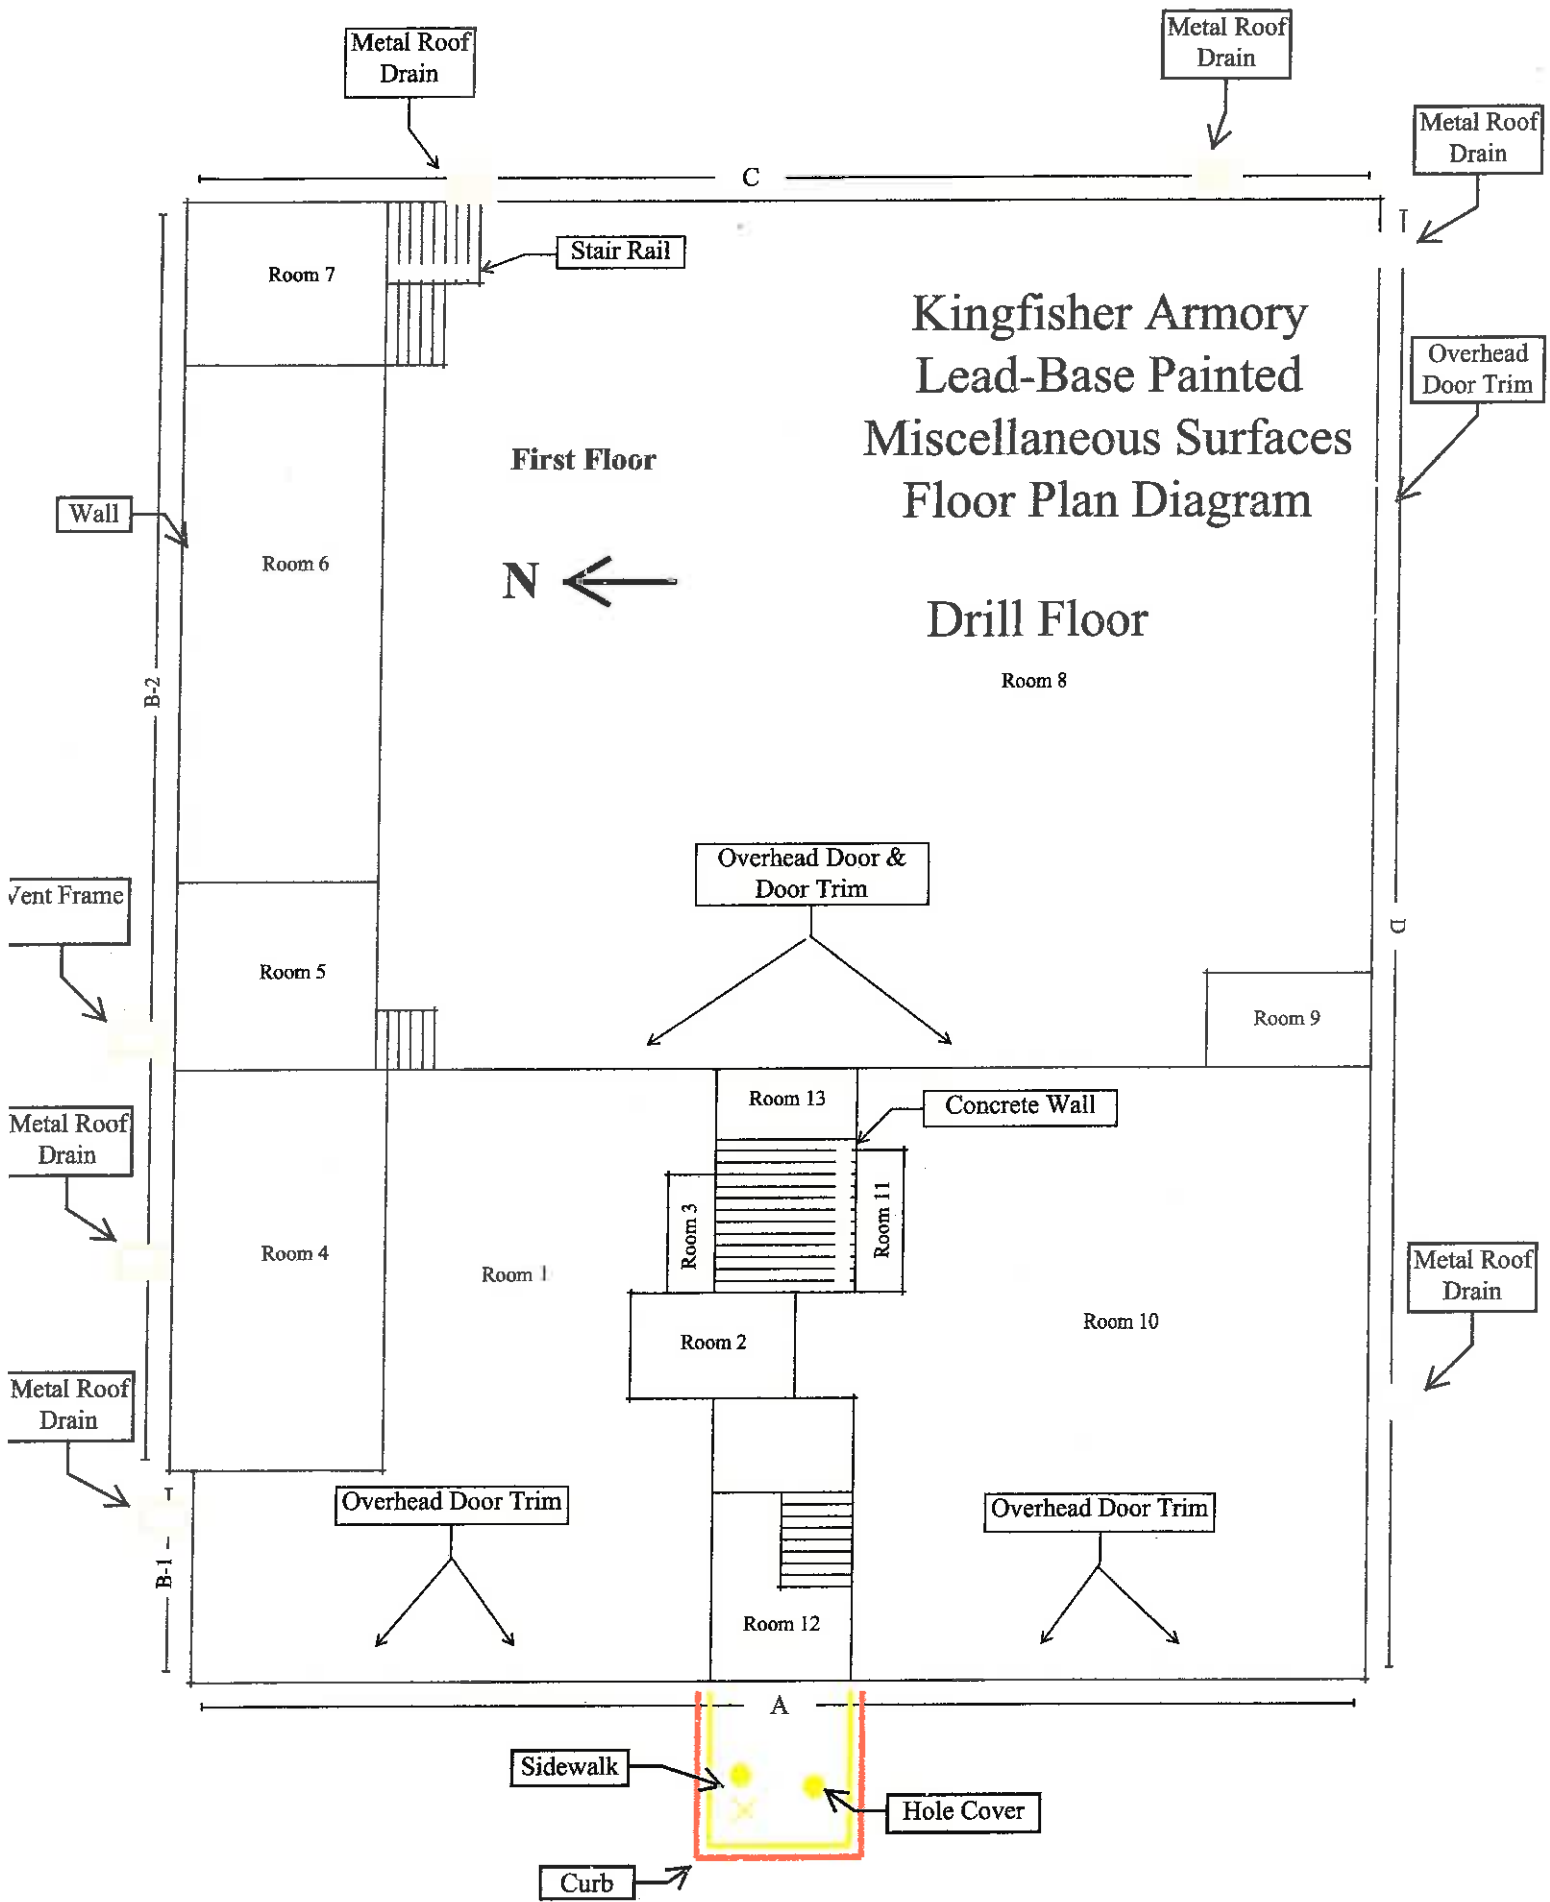 Metal Roof
Drain
Metal Roof
Drain
Metal Roof
Drain
C
Stair Rail
Room 7
Kingfisher Armory
Lead-Base Painted
Miscellaneous Surfaces
Floor Plan Diagram
Overhead
Door Trim
First Floor
Wall
Room 6
N
Drill Floor
Room 8
B-2
Overhead Door &
Door Trim
Vent Frame
D
Room 5
Room 9
Room 13
Concrete Wall
Metal Roof
Drain
Room 3
Room 11
Room 4
Room 1
Metal Roof
Drain
Room 10
Room 2
Metal Roof
Drain
Overhead Door Trim
Overhead Door Trim
B-1
Room 12
A
Sidewalk
Hole Cover
Curb